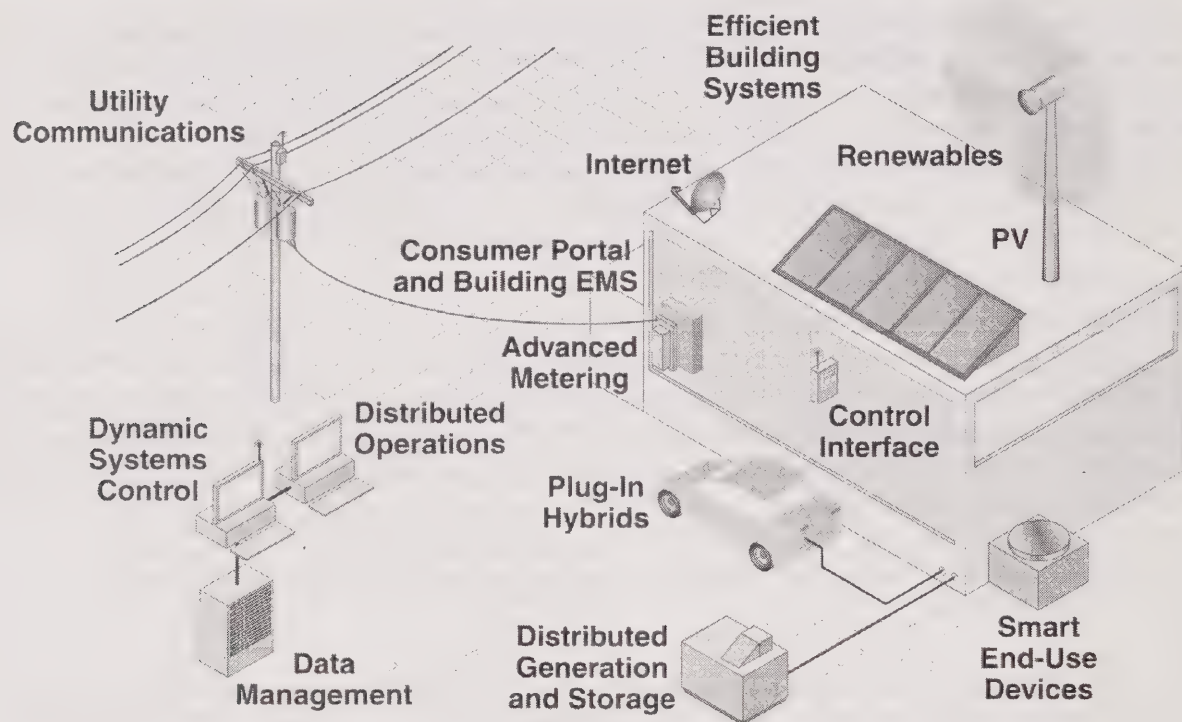 Efficient
Building
Systems
Utility
Communications
Internet
Renewables
PV
Consumer Portal
and Building EMS
Advanced
Metering
Control
Interface
Dynamic
Systems
Control
Distributed
Operations
Plug-In
Hybrids
Data
Management
Distributed
Generation
and Storage
Smart
End-Use
Devices